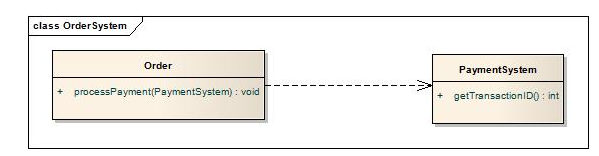 class OrderSystem
Order
+ processPayment(PaymentSystem) : void
PaymentSystem
+ getTransactionID() : int